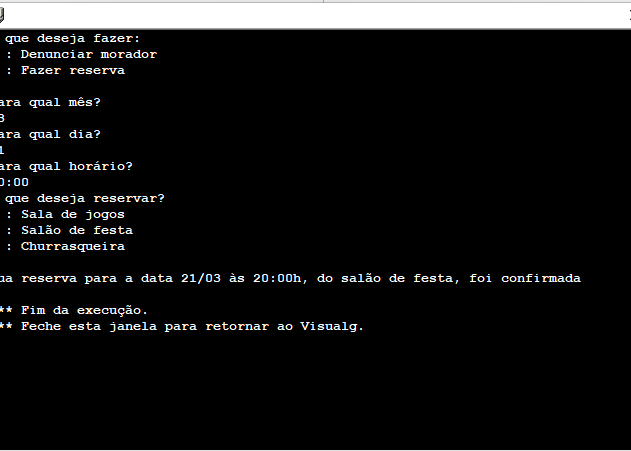 que deseja fazer:
: Denunciar morador
: Fazer reserva
ara qual mês?
3
ara qual dia?
1
ara qual horário?
0:00
que deseja reservar?
: Sala de jogos
: Salão de festa
: Churrasqueira
ua reserva para a data 21/03 às 20:00h, do salão de festa, foi confirmada
** Fim da execução.
** Feche esta janela para retornar ao Visualg.